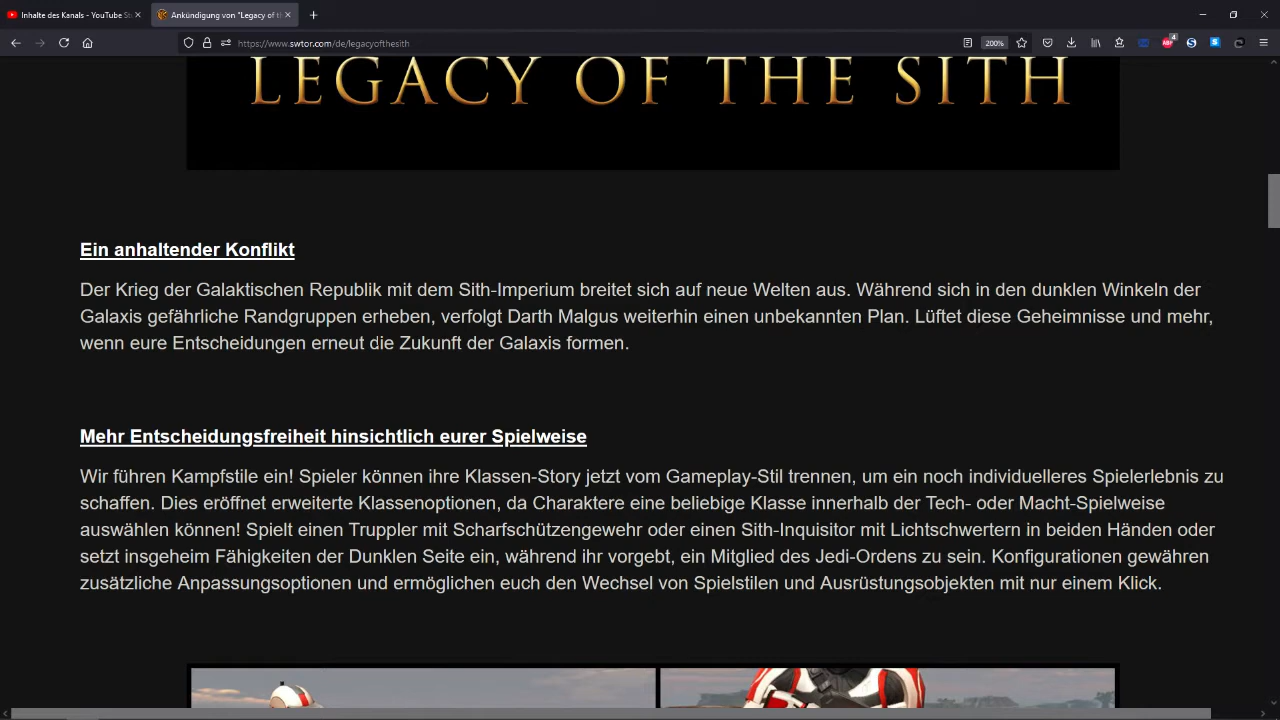 Inhalte des Kanals - YouTube St
Ankündigung von "Legacy of th
https://www.swtor.com/de/legacyofthesith
200%
4
ABP
LEGACY OF THE SITH
Ein anhaltender Konflikt
Der Krieg der Galaktischen Republik mit dem Sith-Imperium breitet sich auf neue Welten aus. Während sich in den dunklen Winkeln der
Galaxis gefährliche Randgruppen erheben, verfolgt Darth Malgus weiterhin einen unbekannten Plan. Lüftet diese Geheimnisse und mehr,
wenn eure Entscheidungen erneut die Zukunft der Galaxis formen.
Mehr Entscheidungsfreiheit hinsichtlich eurer Spielweise
Wir führen Kampfstile ein! Spieler können ihre Klassen-Story jetzt vom Gameplay-Stil trennen, um ein noch individuelleres Spielerlebnis zu
schaffen. Dies eröffnet erweiterte Klassenoptionen, da Charaktere eine beliebige Klasse innerhalb der Tech- oder Macht-Spielweise
auswählen können! Spielt einen Truppler mit Scharfschützengewehr oder einen Sith-Inquisitor mit Lichtschwertern in beiden Händen oder
setzt insgeheim Fähigkeiten der Dunklen Seite ein, während ihr vorgebt, ein Mitglied des Jedi-Ordens zu sein. Konfigurationen gewähren
zusätzliche Anpassungsoptionen und ermöglichen euch den Wechsel von Spielstilen und Ausrüstungsobjekten mit nur einem Klick.